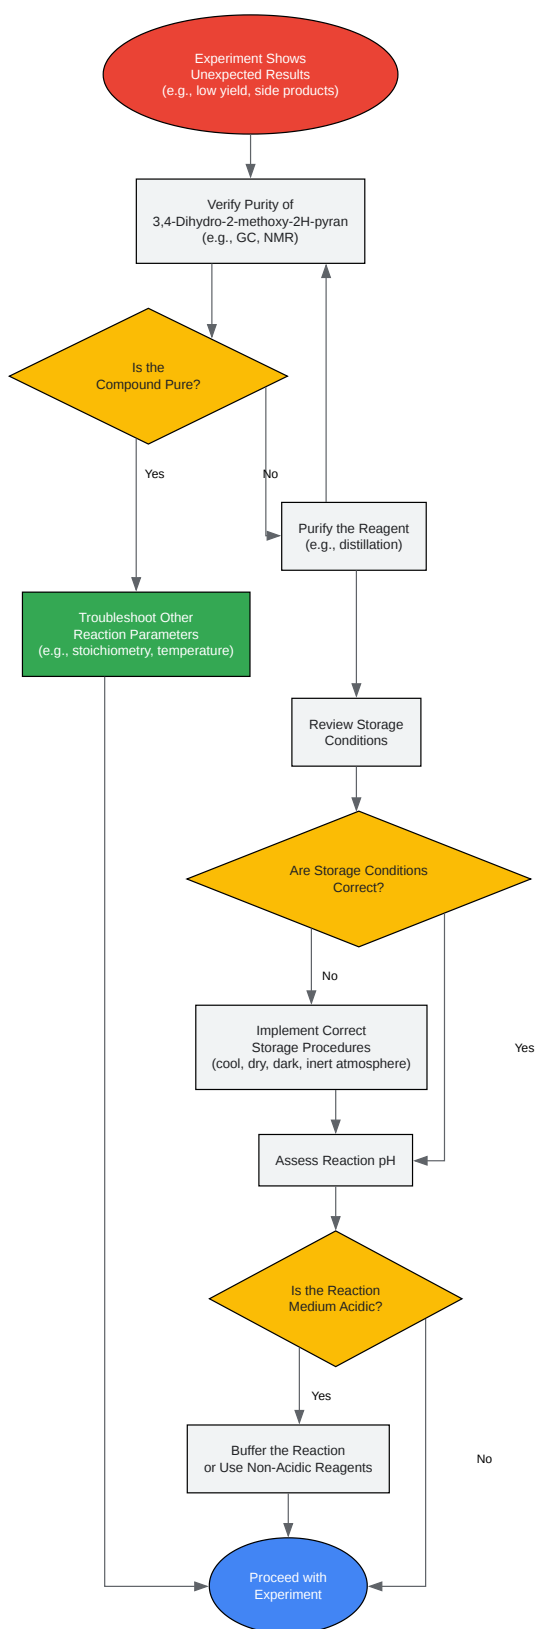 Experiment Shows
Unexpected Results
(e.g., low yield, side products)
Verify Purity of
3,4-Dihydro-2-methoxy-2H-pyran
(e.g., GC, NMR)
Is the
Compound Pure?
Yes
No
Purify the Reagent
(e.g., distillation)
Troubleshoot Other
Reaction Parameters
(e.g., stoichiometry, temperature)
Review Storage
Conditions
Are Storage Conditions
Correct?
No
Implement Correct
Storage Procedures
(cool, dry, dark, inert atmosphere)
Yes
Assess Reaction pH
Is the Reaction
Medium Acidic?
Yes
Buffer the Reaction
or Use Non-Acidic Reagents
No
Proceed with
Experiment